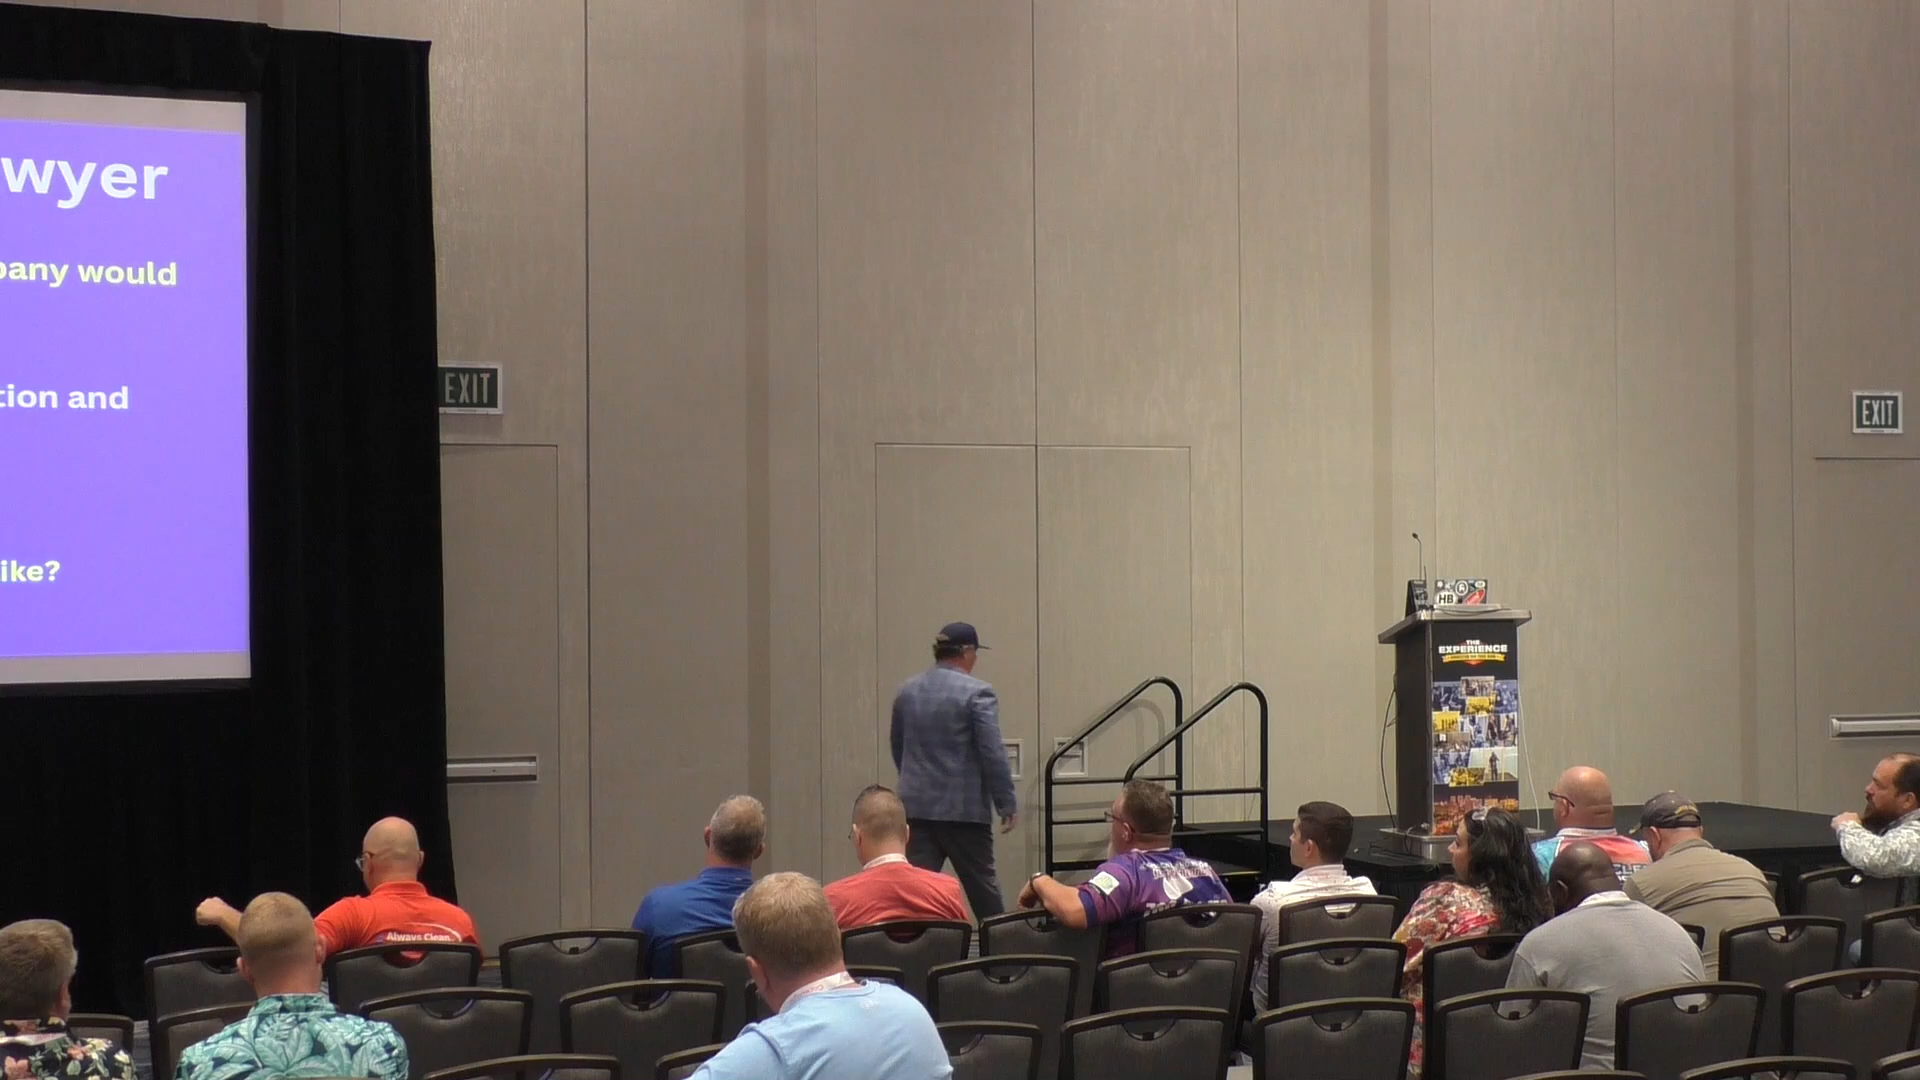 wyer
pany would
tion and
ike?
EXIT
EXIT
HB
THE
EXPERIENCE
Always Clean